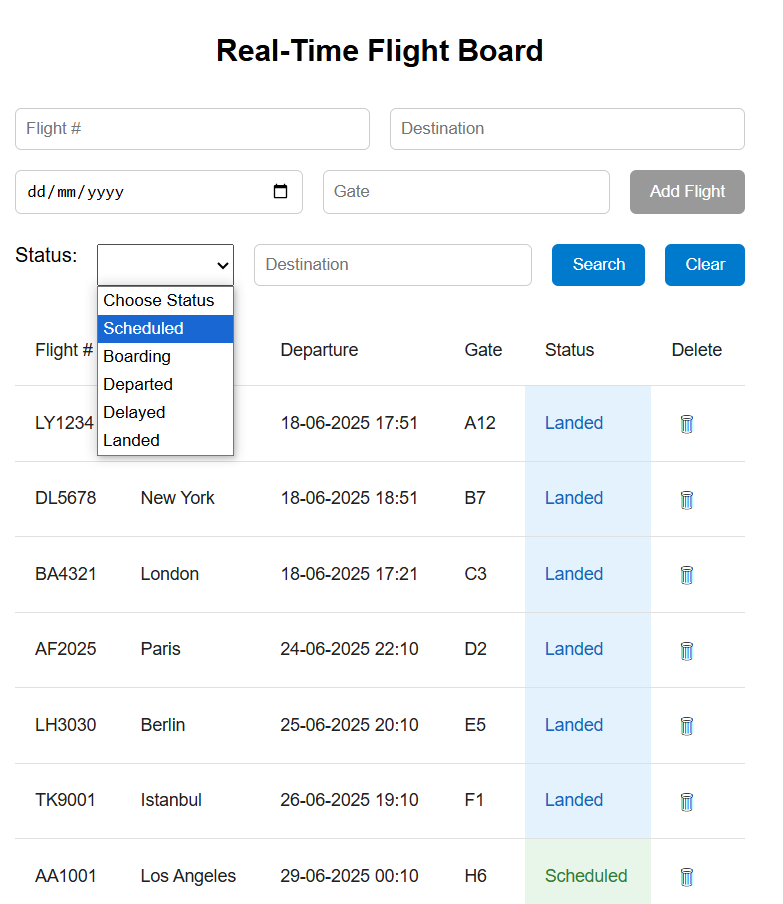 Real-Time Flight Board
Flight # Destination
dd/mm/yyyy Gate Add Flight
Status: Destination Search Clear
Choose Status
Scheduled
Boarding
Departed
Delayed
Landed
Flight # Departure Gate Status Delete
LY1234 18-06-2025 17:51 A12 Landed
DL5678 New York 18-06-2025 18:51 B7 Landed
BA4321 London 18-06-2025 17:21 C3 Landed
AF2025 Paris 24-06-2025 22:10 D2 Landed
LH3030 Berlin 25-06-2025 20:10 E5 Landed
TK9001 Istanbul 26-06-2025 19:10 F1 Landed
AA1001 Los Angeles 29-06-2025 00:10 H6 Scheduled